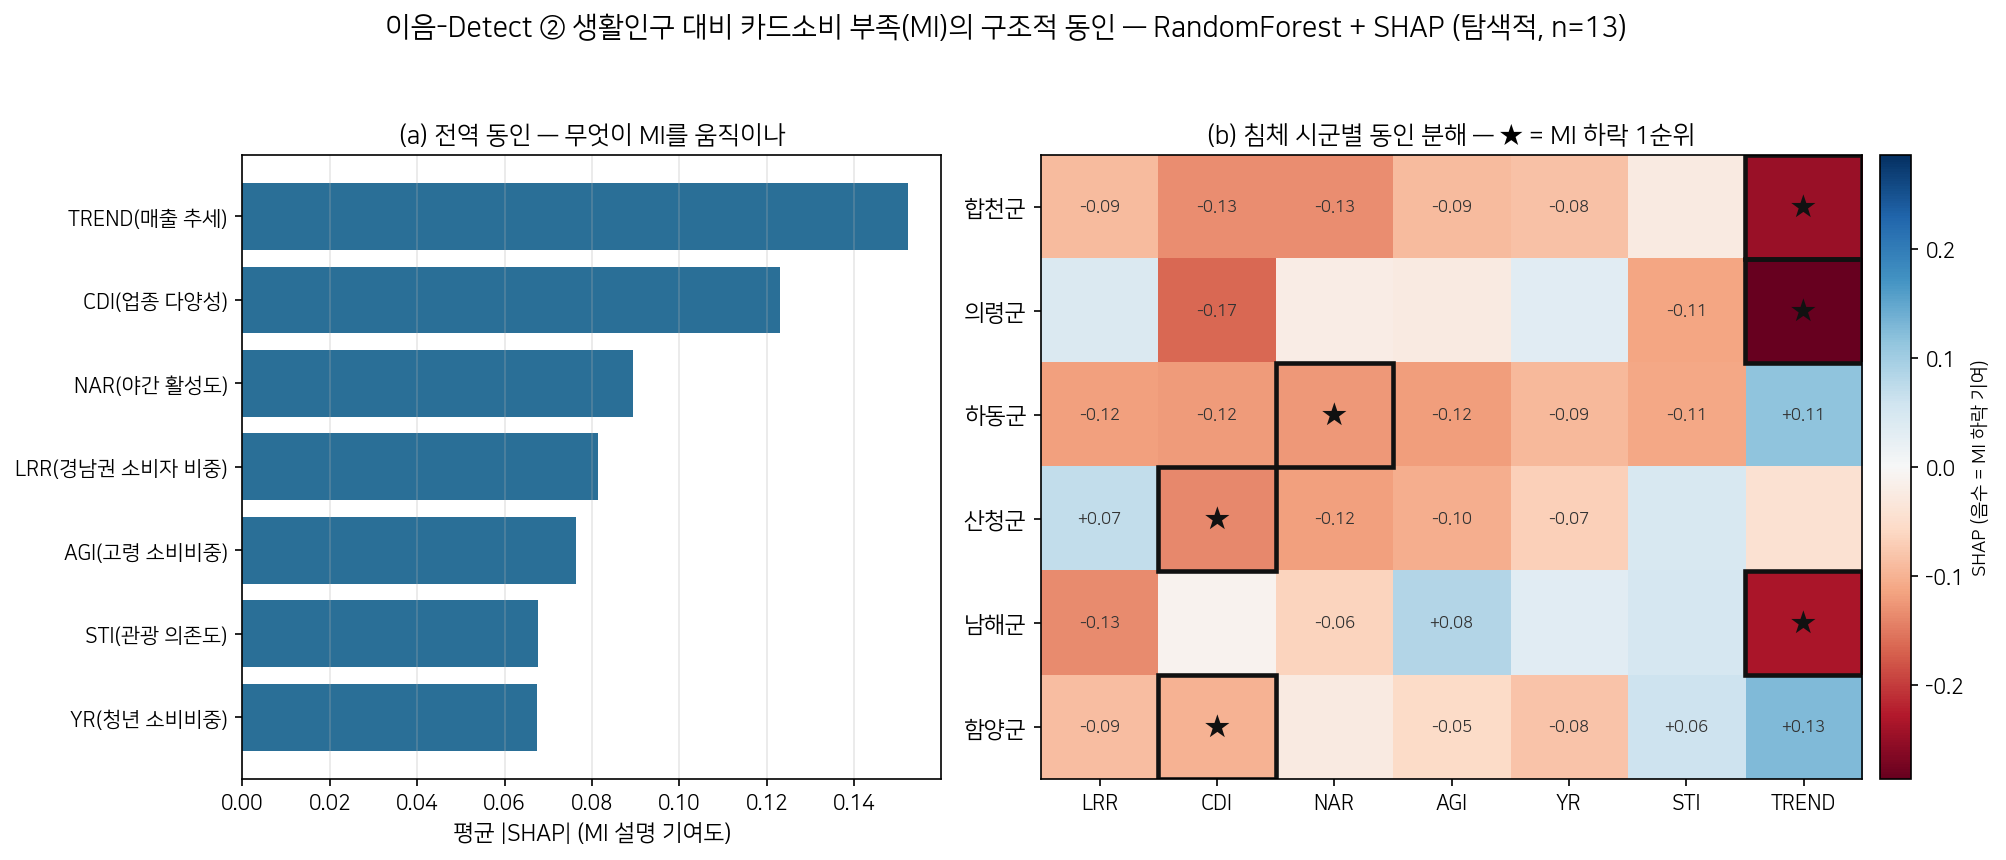 이음-Detect ② 생활인구 대비 카드소비 부족(MI)의 구조적 동인 — RandomForest + SHAP (탐색적, n=13)
(a) 전역 동인 — 무엇이 MI를 움직이나
TREND(매출 추세)
CDI(업종 다양성)
NAR(야간 활성도)
LRR(경남권 소비자 비중)
AGI(고령 소비비중)
STI(관광 의존도)
YR(청년 소비비중)
0.00 0.02 0.04 0.06 0.08 0.10 0.12 0.14
평균 |SHAP| (MI 설명 기여도)
(b) 침체 시군별 동인 분해 — ★ = MI 하락 1순위
합천군 -0.09 -0.13 -0.13 -0.09 -0.08 ★
의령군 -0.17 -0.11 ★
하동군 -0.12 -0.12 ★ -0.12 -0.09 -0.11 +0.11
산청군 +0.07 ★ -0.12 -0.10 -0.07
남해군 -0.13 -0.06 +0.08 ★
함양군 -0.09 ★ -0.05 -0.08 +0.06 +0.13
LRR CDI NAR AGI YR STI TREND
0.2
0.1
0.0
-0.1
-0.2
SHAP (음수 = MI 하락 기여)